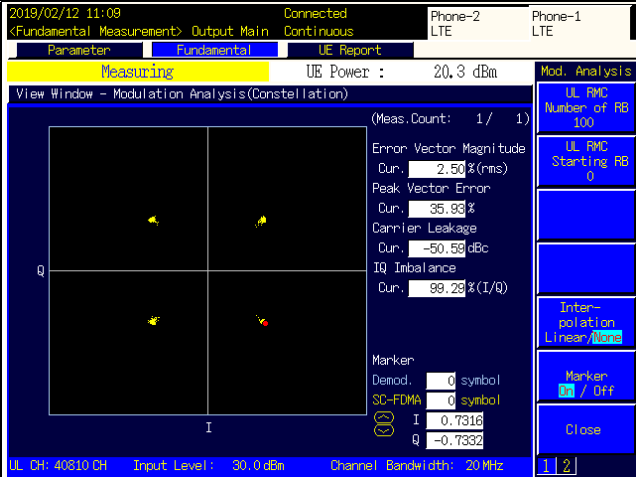 2019/02/12 11:09 Connected Phone-2 Phone-1
<Fundamental Measurement> Output Main Continuous LTE LTE
Parameter Fundamental UE Report
Measuring UE Power : 20.3 dBm Mod. Analysis
View Window - Modulation Analysis(Constellation)
UL RMC
Number of RB
100
(Meas.Count: 1/ 1)
Error Vector Magnitude
Cur. 2.50 %(rms)
Peak Vector Error
Cur. 35.93 %
Carrier Leakage
Cur. -50.59 dBc
IQ Imbalance
Cur. 99.29 %(I/Q)
UL RMC
Starting RB
0
Q
I
Inter-
polation
Linear/None
Marker
Demod. 0 symbol
SC-FDMA 0 symbol
I 0.7316
Q -0.7332
Marker
On / Off
Close
UL CH: 40810 CH Input Level: 30.0 dBm Channel Bandwidth: 20 MHz 1 2